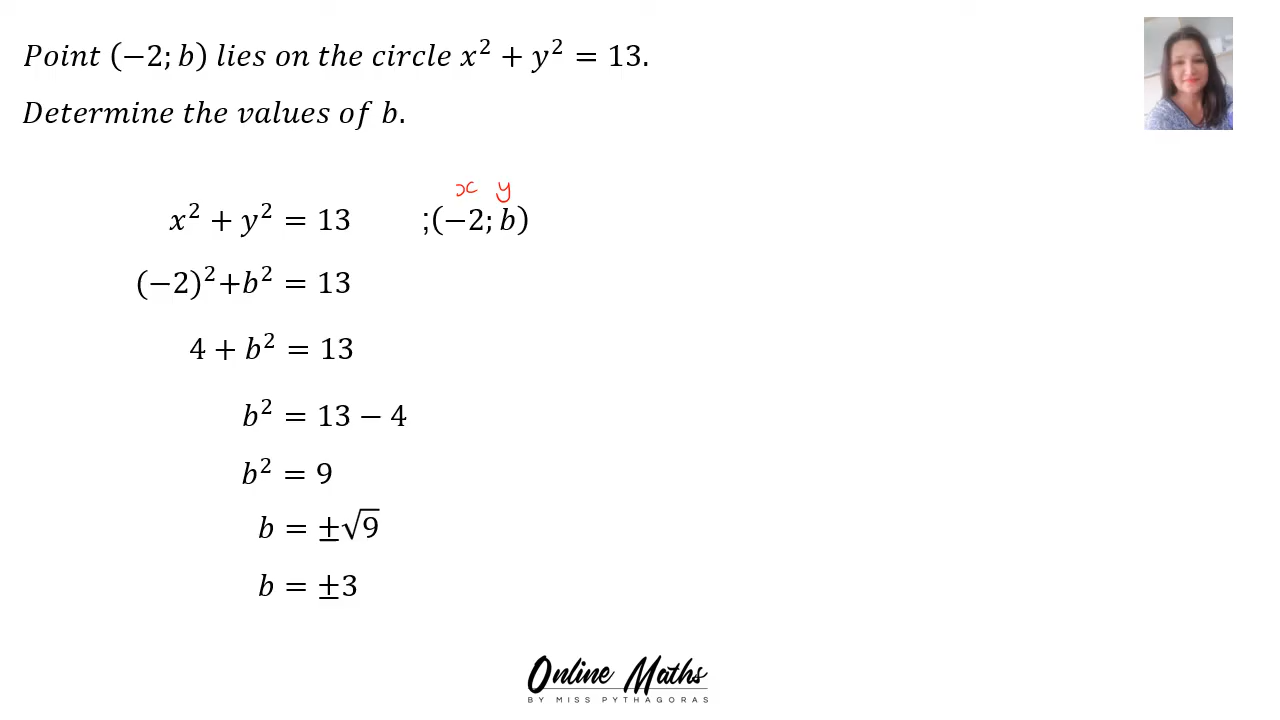 Point (−2; b) lies on the circle x² + y² = 13.
Determine the values of b.
x y
x² + y² = 13 ;(−2; b)
(−2)²+b² = 13
4 + b² = 13
b² = 13 − 4
b² = 9
b = ±√9
b = ±3
Online Maths
BY MISS PYTHAGORAS